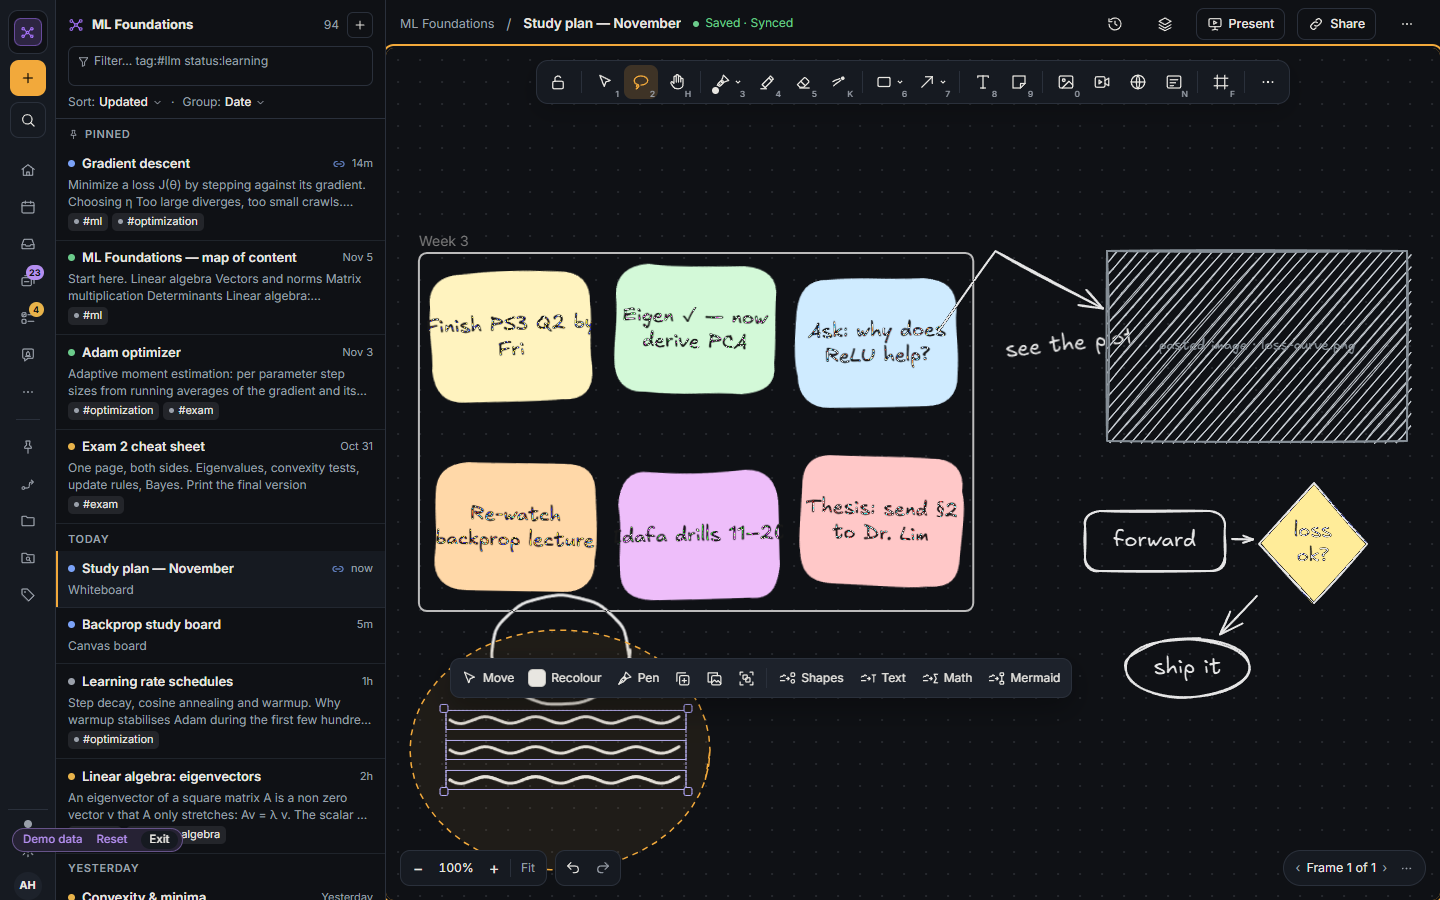 ML Foundations
94
Filter... tag:#llm status:learning
Sort: Updated · Group: Date
PINNED
Gradient descent
14m
Minimize a loss J(θ) by stepping against its gradient.
Choosing η Too large diverges, too small crawls....
#ml
#optimization
ML Foundations — map of content
Nov 5
Start here. Linear algebra Vectors and norms Matrix
multiplication Determinants Linear algebra:...
#ml
Adam optimizer
Nov 3
Adaptive moment estimation: per parameter step
sizes from running averages of the gradient and its...
#optimization
#exam
Exam 2 cheat sheet
Oct 31
One page, both sides. Eigenvalues, convexity tests,
update rules, Bayes. Print the final version
#exam
TODAY
Study plan — November
now
Whiteboard
Backprop study board
5m
Canvas board
Learning rate schedules
1h
Step decay, cosine annealing and warmup. Why
warmup stabilises Adam during the first few hundre...
#optimization
Linear algebra: eigenvectors
2h
An eigenvector of a square matrix A is a non zero
vector v that A only stretches: Av = λ v. The scalar ...
algebra
YESTERDAY
Convexity & minima
Yesterday
23
4
Demo data Reset Exit
AH
ML Foundations / Study plan — November
Saved · Synced
Present
Share
1
2
H
3
4
5
K
6
7
8
9
0
N
F
Week 3
Finish PS3 Q2 by
Fri
Eigen ✓ — now
derive PCA
Ask: why does
ReLU help?
see the plot
pasted image · loss-curve.png
Re-watch
backprop lecture
dafa drills 11–20
Thesis: send §2
to Dr. Lim
forward
loss
ok?
ship it
Move
Recolour
Pen
Shapes
Text
Math
Mermaid
− 100% + Fit
Frame 1 of 1